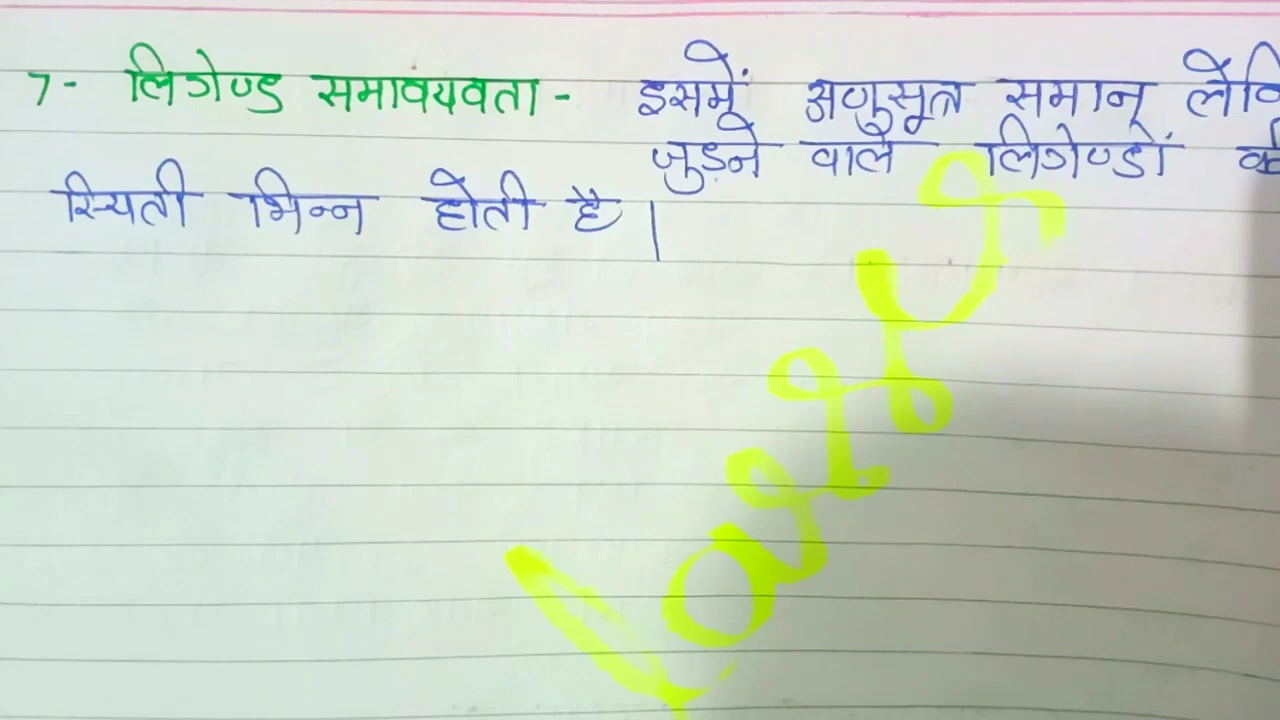 7- लिगेण्ड समावयवता - इसमें अणुसूत्र समान लेकि
जुड़ने वाले लिगेण्डों की
स्थिती भिन्न होती है |